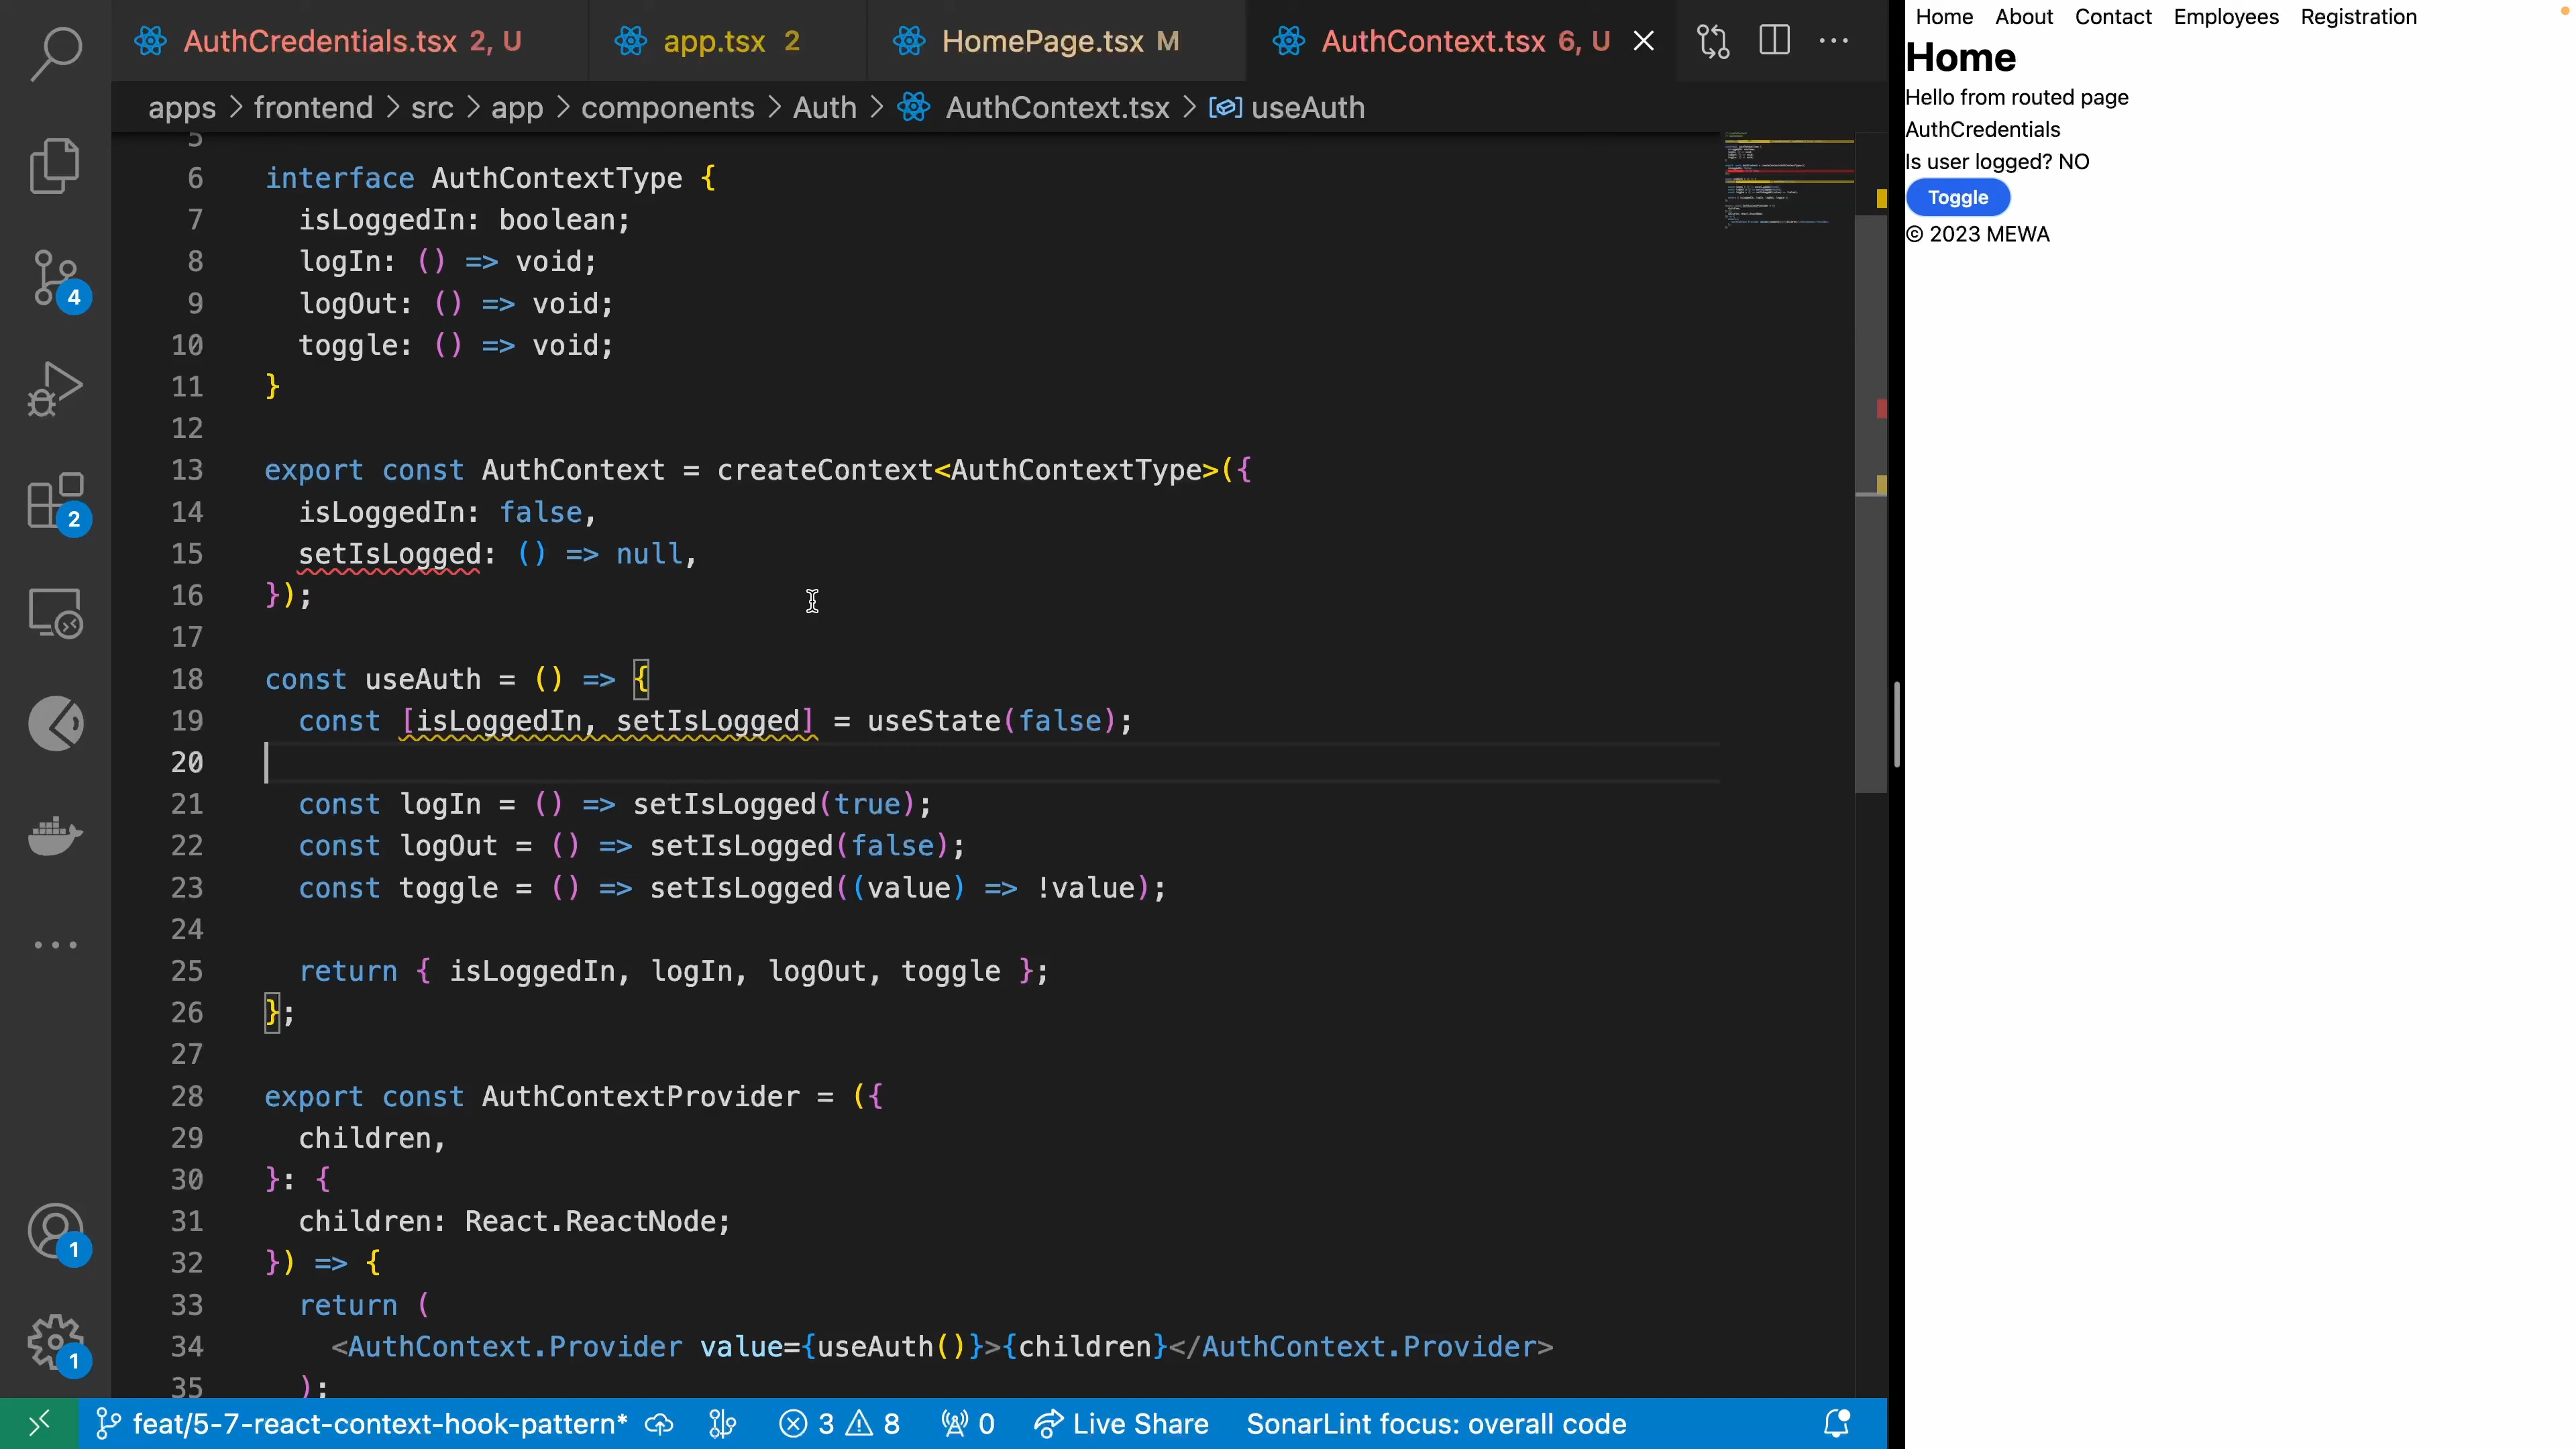 AuthCredentials.tsx 2, U
app.tsx 2
HomePage.tsx M
AuthContext.tsx 6, U
apps > frontend > src > app > components > Auth > AuthContext.tsx > useAuth
5
6 interface AuthContextType {
7 isLoggedIn: boolean;
8 logIn: () => void;
9 logOut: () => void;
10 toggle: () => void;
11 }
12
13 export const AuthContext = createContext<AuthContextType>({
14 isLoggedIn: false,
15 setIsLogged: () => null,
16 });
17
18 const useAuth = () => {
19 const [isLoggedIn, setIsLogged] = useState(false);
20
21 const logIn = () => setIsLogged(true);
22 const logOut = () => setIsLogged(false);
23 const toggle = () => setIsLogged((value) => !value);
24
25 return { isLoggedIn, logIn, logOut, toggle };
26 };
27
28 export const AuthContextProvider = ({
29 children,
30 }: {
31 children: React.ReactNode;
32 }) => {
33 return (
34 <AuthContext.Provider value={useAuth()}>{children}</AuthContext.Provider>
35 );
4
2
1
1
feat/5-7-react-context-hook-pattern* 3 8 0 Live Share SonarLint focus: overall code
Home About Contact Employees Registration
Home
Hello from routed page
AuthCredentials
Is user logged? NO
Toggle
© 2023 MEWA